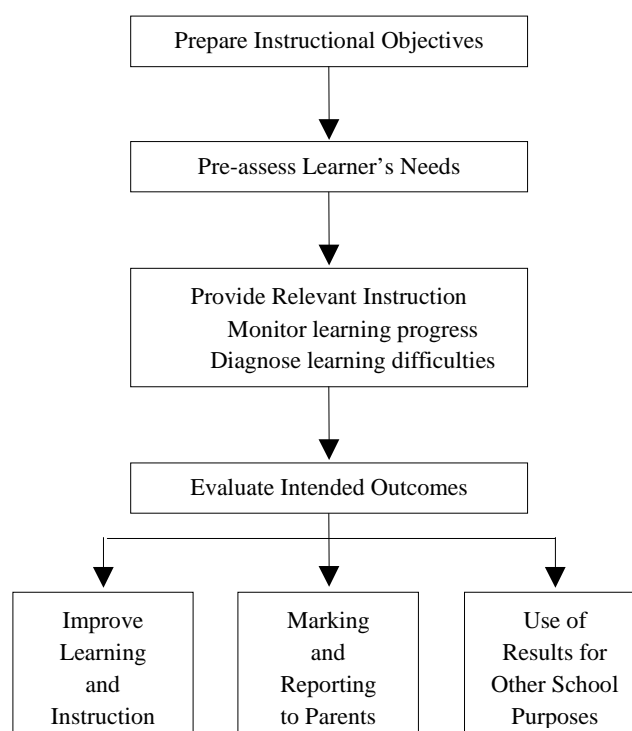 Prepare Instructional Objectives
Pre-assess Learner’s Needs
Provide Relevant Instruction
Monitor learning progress
Diagnose learning difficulties
Evaluate Intended Outcomes
Improve
Learning
and
Instruction
Marking
and
Reporting
to Parents
Use of
Results for
Other School
Purposes